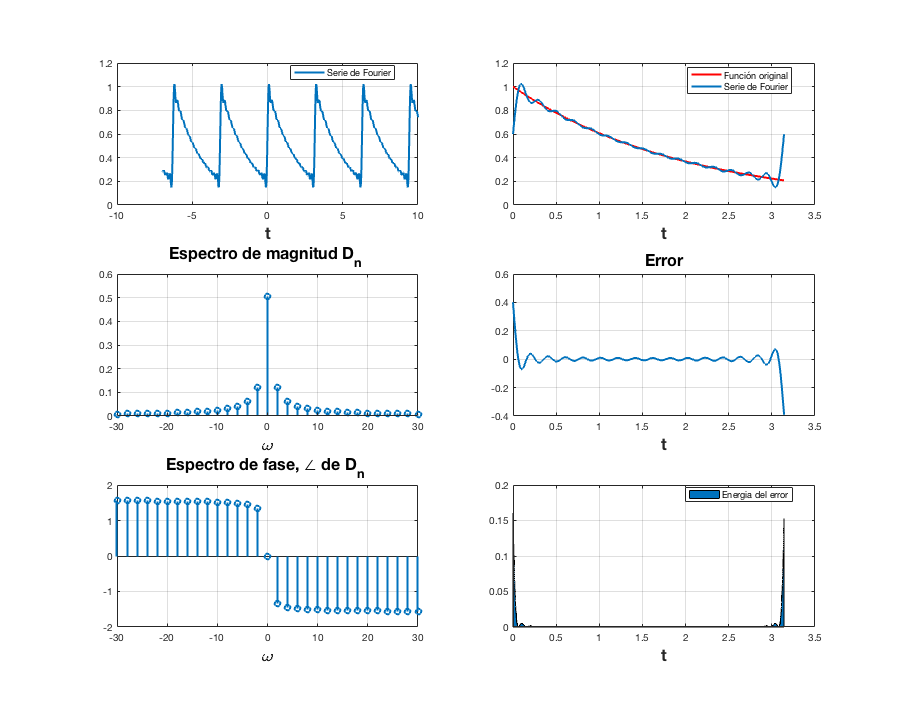 1.2
1
0.8
0.6
0.4
0.2
0
-10 -5 0 5 10
Serie de Fourier
t
1.2
1
0.8
0.6
0.4
0.2
0
0 0.5 1 1.5 2 2.5 3 3.5
Función original
Serie de Fourier
t
Espectro de magnitud Dn
0.6
0.5
0.4
0.3
0.2
0.1
0
-30 -20 -10 0 10 20 30
ω
Error
0.6
0.4
0.2
0
-0.2
-0.4
0 0.5 1 1.5 2 2.5 3 3.5
t
Espectro de fase, ∠ de Dn
2
1
0
-1
-2
-30 -20 -10 0 10 20 30
ω
0.2
0.15
0.1
0.05
0
0 0.5 1 1.5 2 2.5 3 3.5
Energia del error
t